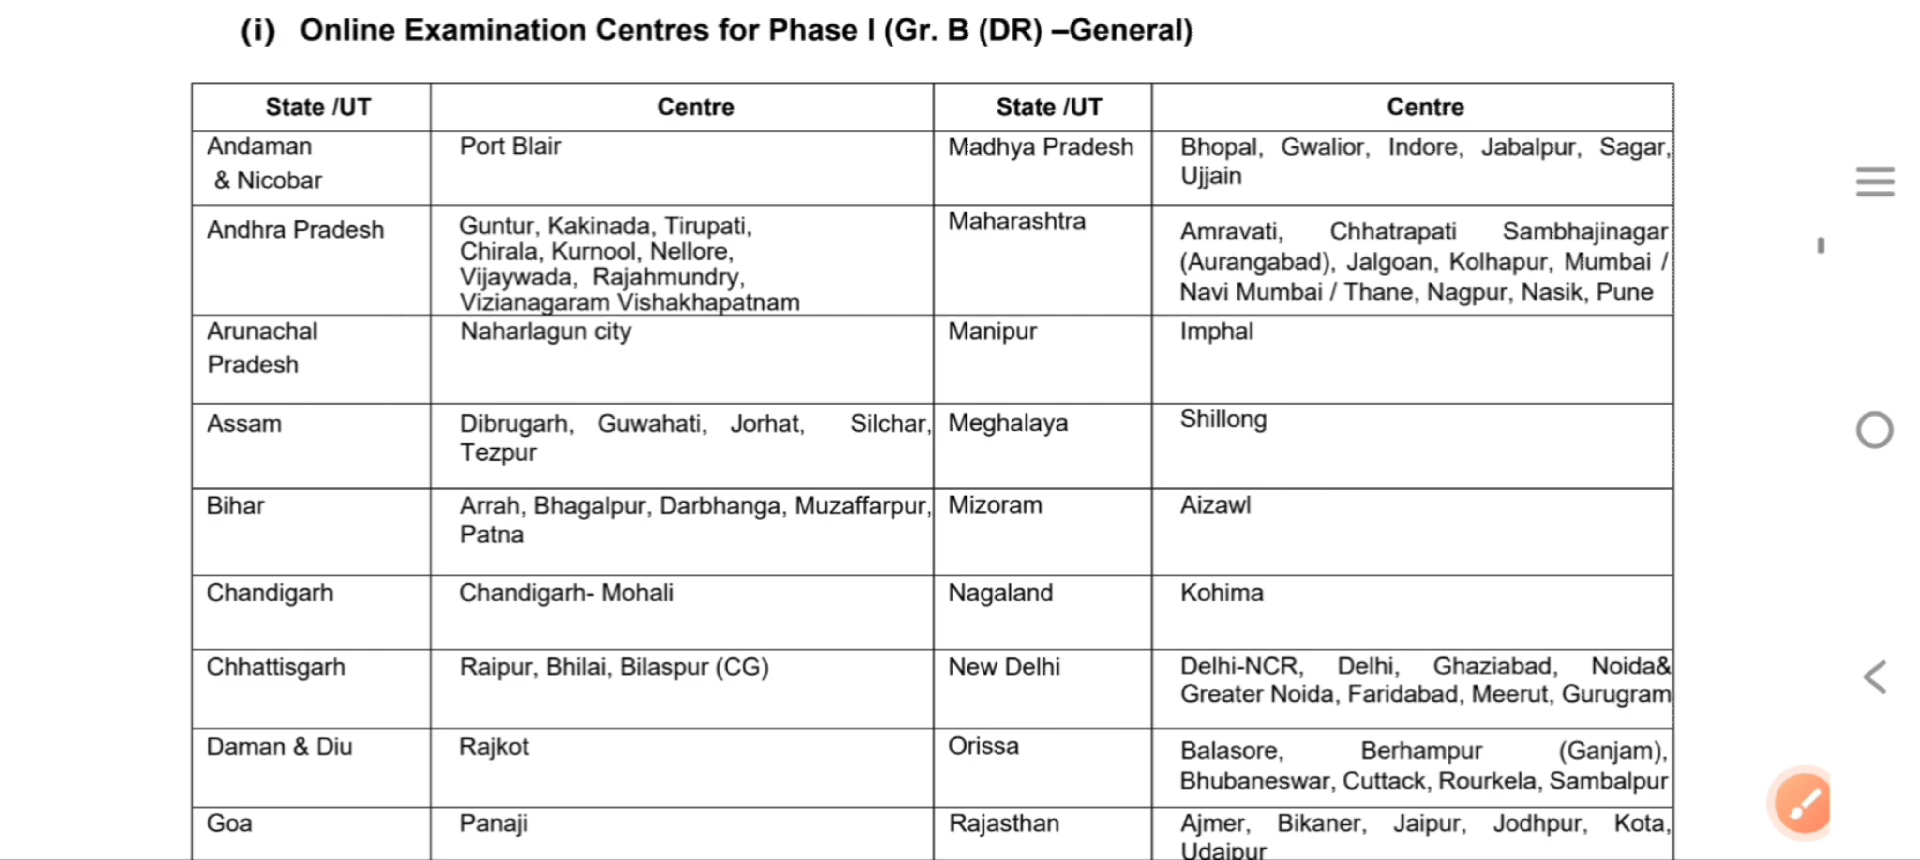 (i) Online Examination Centres for Phase I (Gr. B (DR) –General)
State /UT Centre State /UT Centre
Andaman
& Nicobar
Port Blair
Madhya Pradesh
Bhopal, Gwalior, Indore, Jabalpur, Sagar,
Ujjain
Andhra Pradesh
Guntur, Kakinada, Tirupati,
Chirala, Kurnool, Nellore,
Vijaywada, Rajahmundry,
Vizianagaram Vishakhapatnam
Maharashtra
Amravati, Chhatrapati Sambhajinagar
(Aurangabad), Jalgoan, Kolhapur, Mumbai /
Navi Mumbai / Thane, Nagpur, Nasik, Pune
Arunachal
Pradesh
Naharlagun city
Manipur
Imphal
Assam
Dibrugarh, Guwahati, Jorhat, Silchar,
Tezpur
Meghalaya
Shillong
Bihar
Arrah, Bhagalpur, Darbhanga, Muzaffarpur,
Patna
Mizoram
Aizawl
Chandigarh
Chandigarh- Mohali
Nagaland
Kohima
Chhattisgarh
Raipur, Bhilai, Bilaspur (CG)
New Delhi
Delhi-NCR, Delhi, Ghaziabad, Noida&
Greater Noida, Faridabad, Meerut, Gurugram
Daman & Diu
Rajkot
Orissa
Balasore, Berhampur (Ganjam),
Bhubaneswar, Cuttack, Rourkela, Sambalpur
Goa
Panaji
Rajasthan
Ajmer, Bikaner, Jaipur, Jodhpur, Kota,
Udaipur